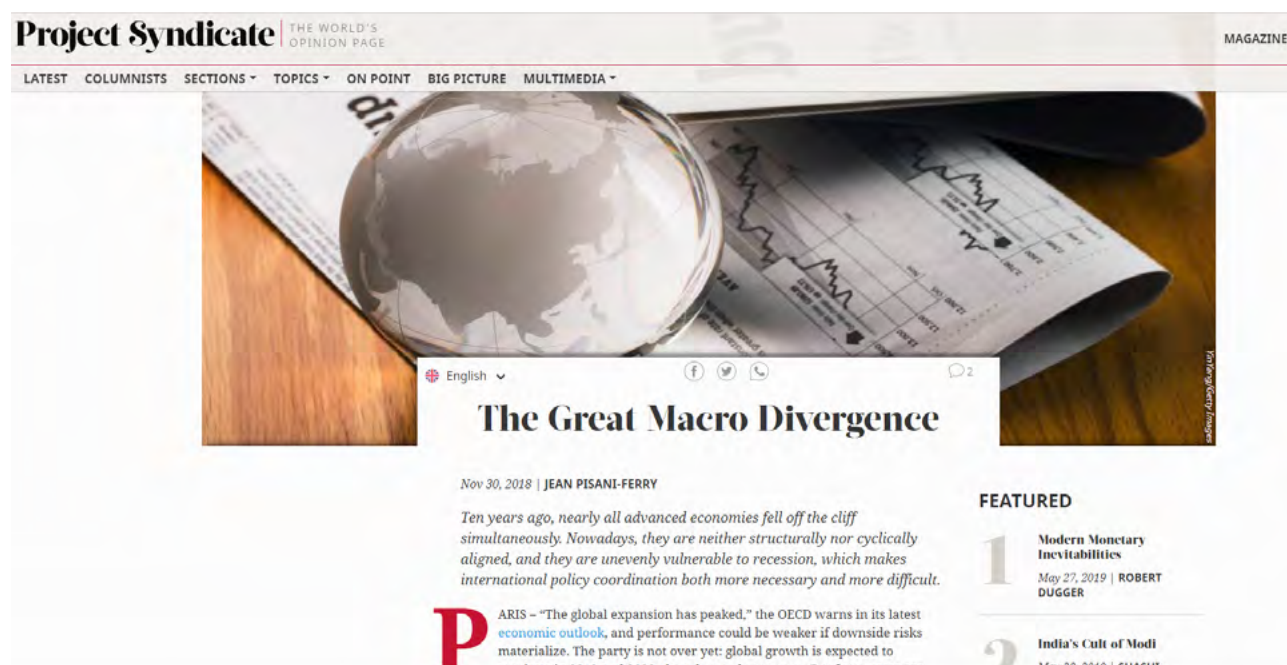 Project Syndicate
THE WORLD'S
OPINION PAGE
MAGAZINE
LATEST COLUMNISTS SECTIONS TOPICS ON POINT BIG PICTURE MULTIMEDIA
YinYang/Getty Images
English
2
The Great Macro Divergence
Nov 30, 2018 | JEAN PISANI-FERRY
Ten years ago, nearly all advanced economies fell off the cliff
simultaneously. Nowadays, they are neither structurally nor cyclically
aligned, and they are unevenly vulnerable to recession, which makes
international policy coordination both more necessary and more difficult.
PARIS – “The global expansion has peaked,” the OECD warns in its latest
economic outlook, and performance could be weaker if downside risks
materialize. The party is not over yet: global growth is expected to
FEATURED
1
Modern Monetary
Inevitabilities
May 27, 2019 | ROBERT
DUGGER
2
India's Cult of Modi